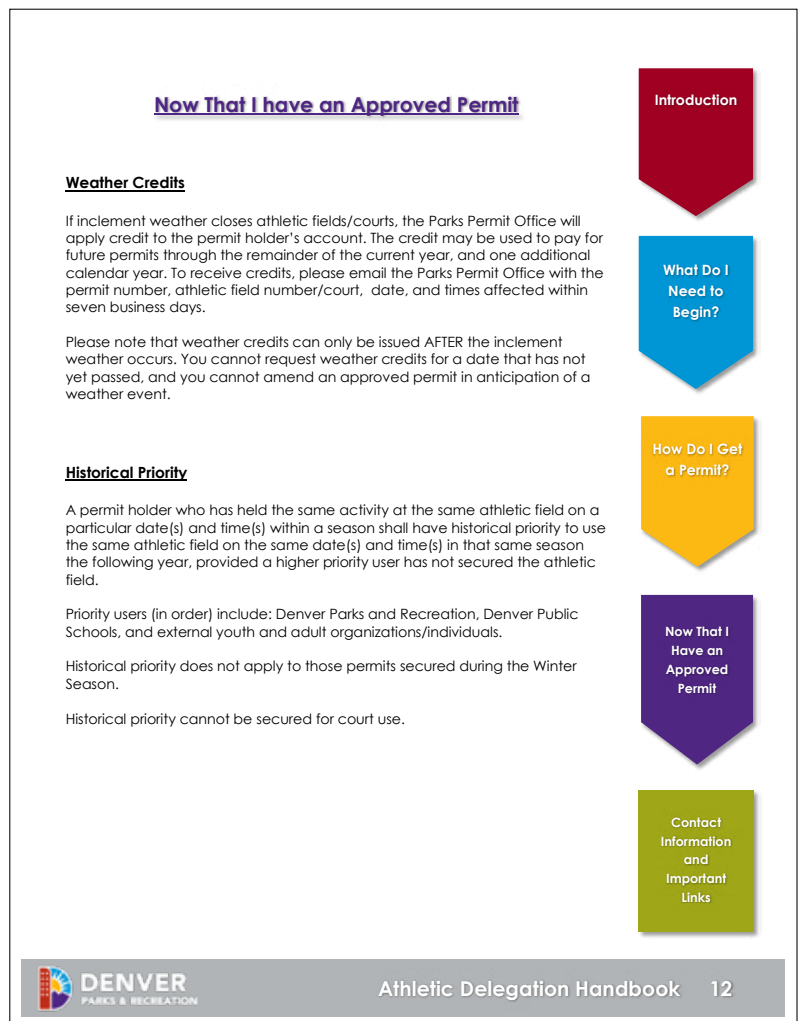 Now That I have an Approved Permit
Weather Credits
If inclement weather closes athletic fields/courts, the Parks Permit Office will
apply credit to the permit holder's account. The credit may be used to pay for
future permits through the remainder of the current year, and one additional
calendar year. To receive credits, please email the Parks Permit Office with the
permit number, athletic field number/court,  date, and times affected within
seven business days.
Please note that weather credits can only be issued AFTER the inclement
weather occurs. You cannot request weather credits for a date that has not
yet passed, and you cannot amend an approved permit in anticipation of a
weather event.
Historical Priority
A permit holder who has held the same activity at the same athletic field on a
particular date(s) and time(s) within a season shall have historical priority to use
the same athletic field on the same date(s) and time(s) in that same season
the following year, provided a higher priority user has not secured the athletic
field.
Priority users (in order) include: Denver Parks and Recreation, Denver Public
Schools, and external youth and adult organizations/individuals.
Historical priority does not apply to those permits secured during the Winter
Season.
Historical priority cannot be secured for court use.
Introduction
What Do I
Need to
Begin?
How Do I Get
a Permit?
Now That I
Have an
Approved
Permit
Contact
Information
and
Important
Links
DENVER
PARKS & RECREATION
Athletic Delegation Handbook 12